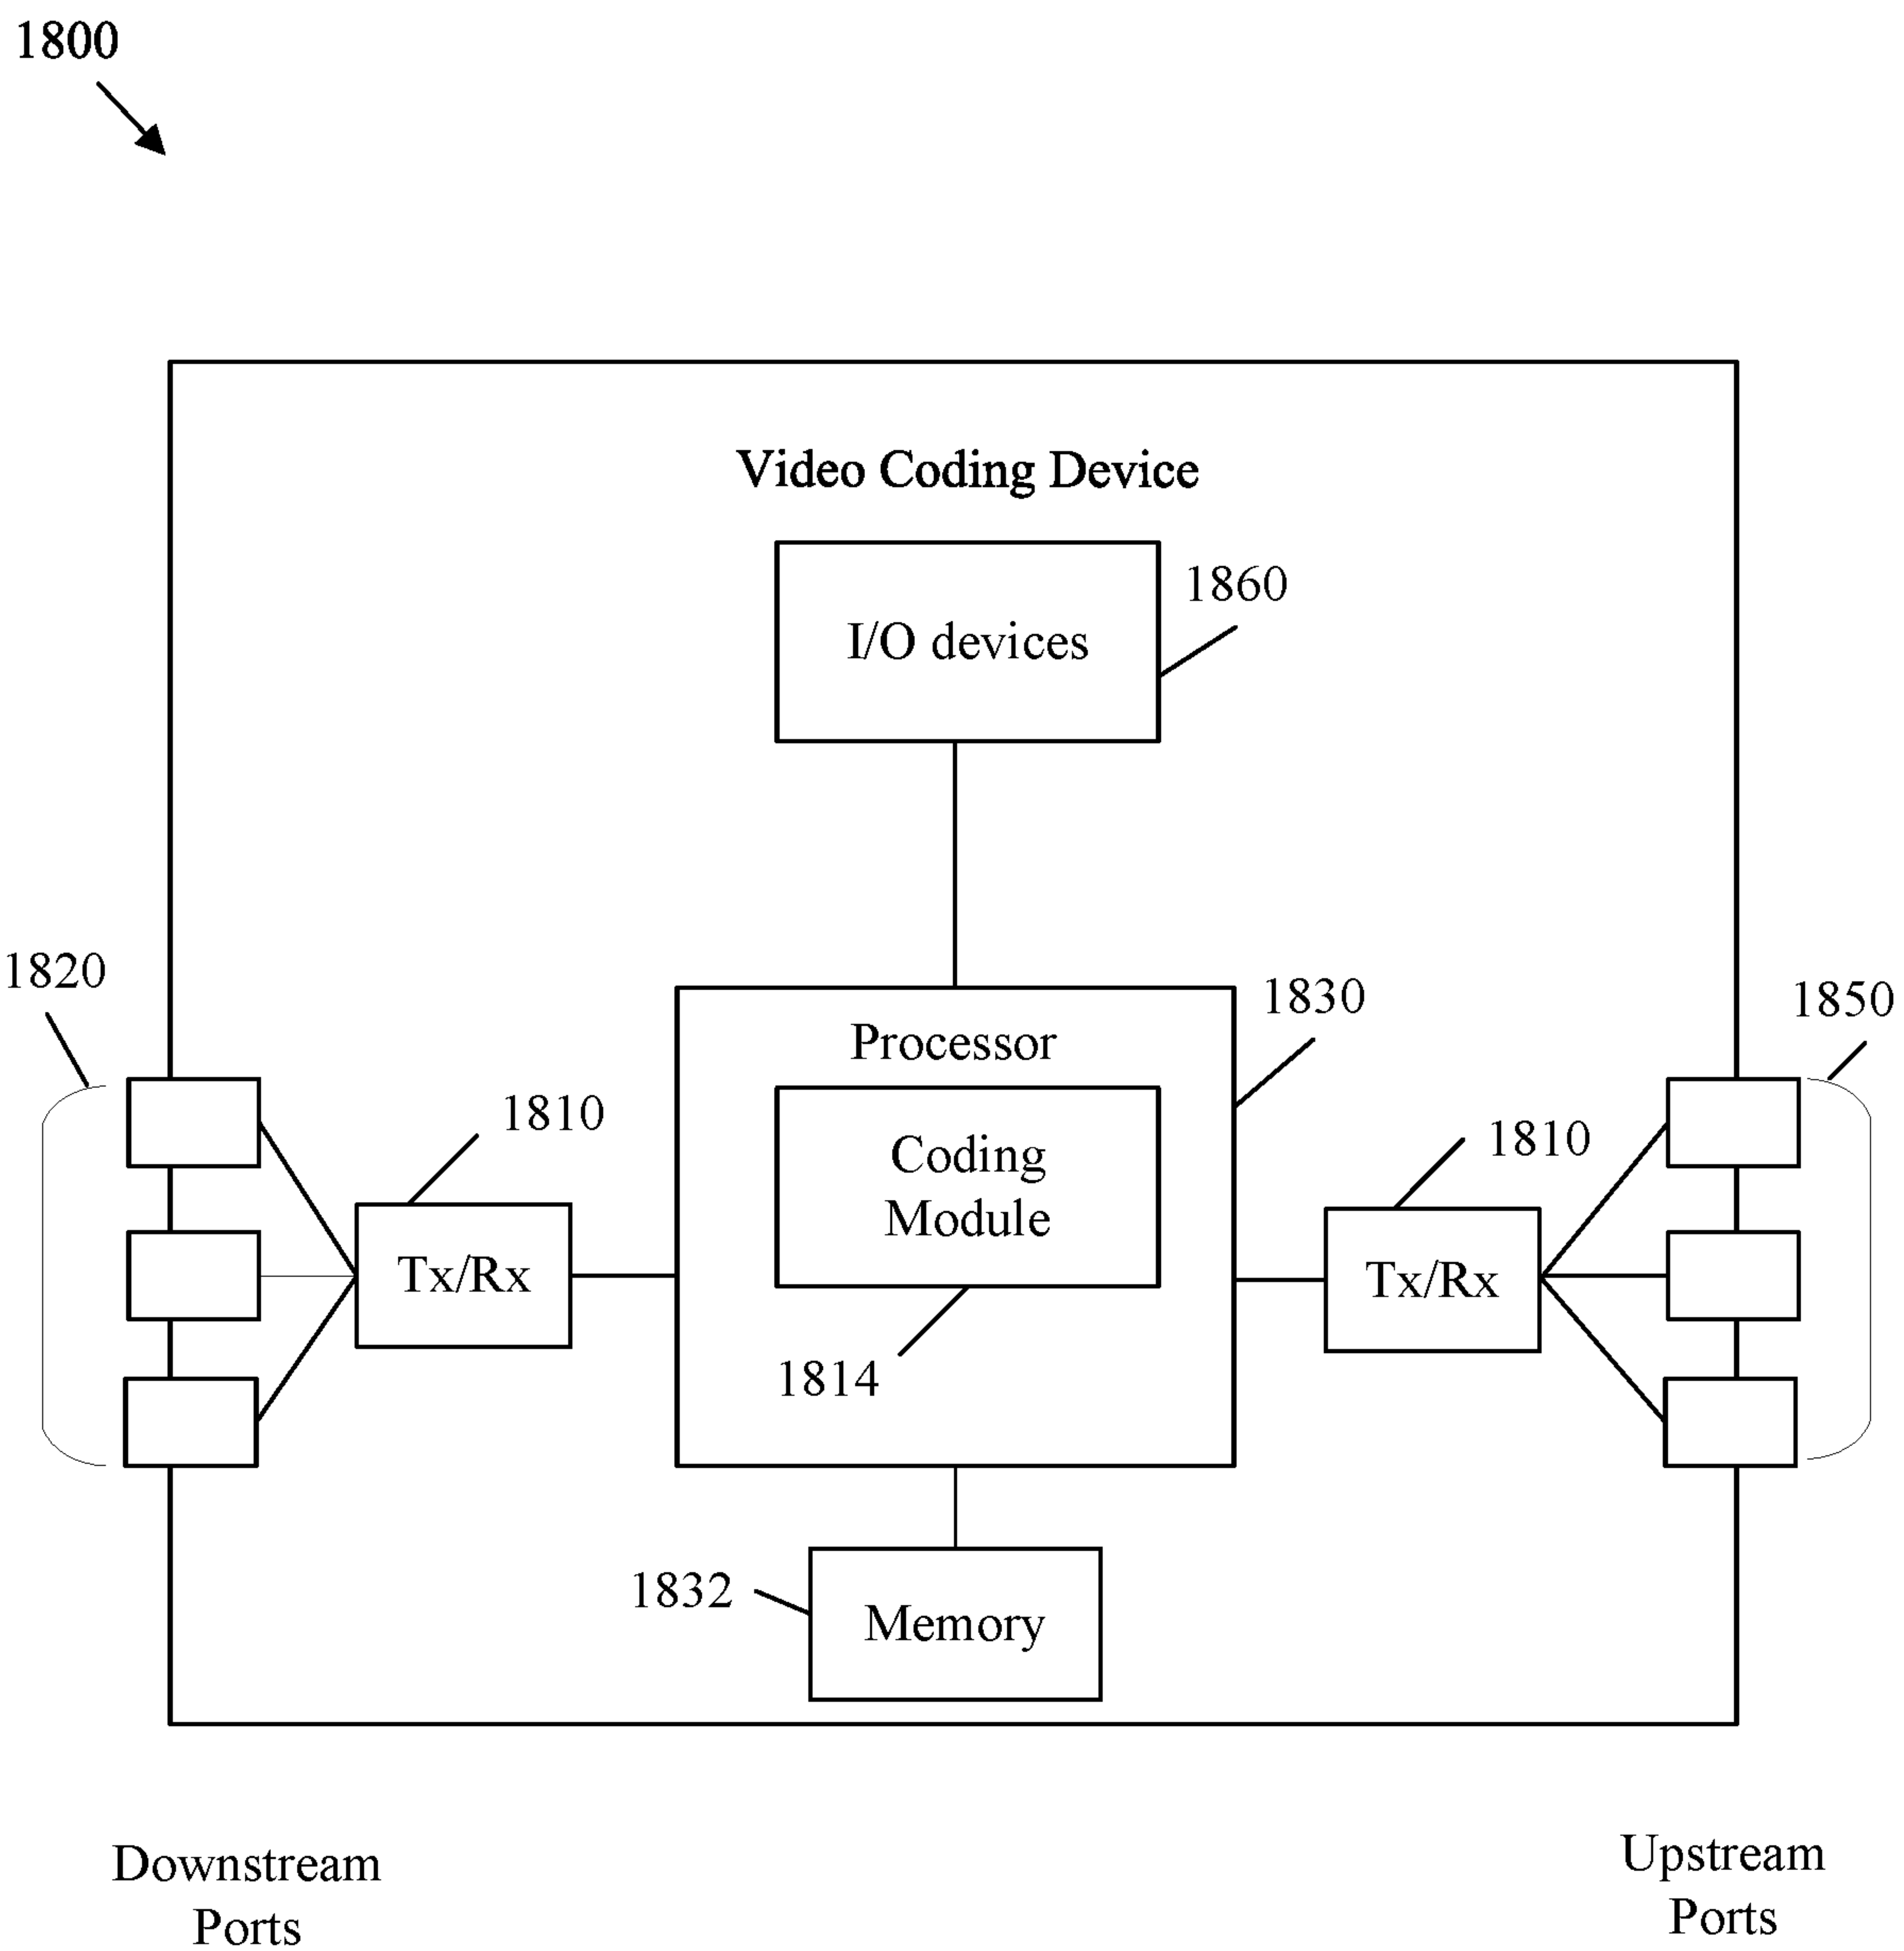 1800
Video Coding Device
I/O devices
1860
1820
1830
1850
Processor
1810
1810
Coding
Module
Tx/Rx
Tx/Rx
1814
1832
Memory
Downstream
Ports
Upstream
Ports